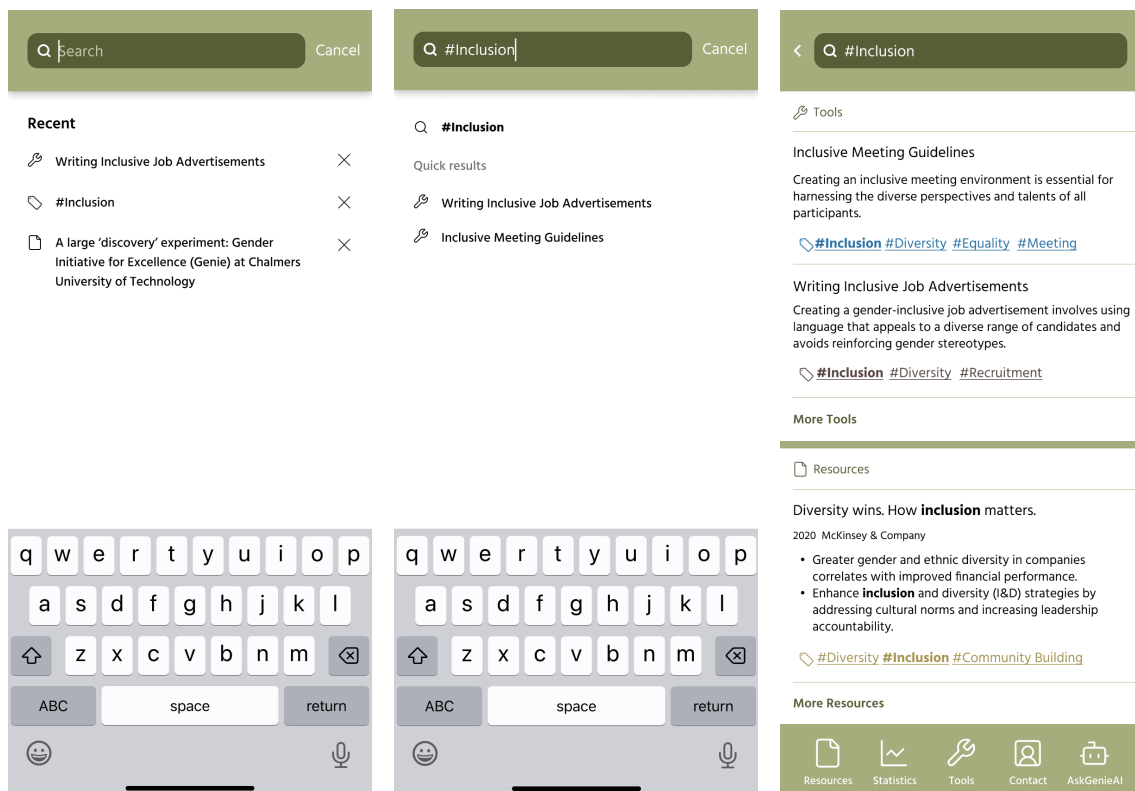 Search
Cancel
Recent
Writing Inclusive Job Advertisements
#Inclusion
A large ‘discovery’ experiment: Gender
Initiative for Excellence (Genie) at Chalmers
University of Technology
q w e r t y u i o p
a s d f g h j k l
z x c v b n m
ABC space return
#Inclusion
Cancel
#Inclusion
Quick results
Writing Inclusive Job Advertisements
Inclusive Meeting Guidelines
q w e r t y u i o p
a s d f g h j k l
z x c v b n m
ABC space return
#Inclusion
Tools
Inclusive Meeting Guidelines
Creating an inclusive meeting environment is essential for
harnessing the diverse perspectives and talents of all
participants.
#Inclusion #Diversity #Equality #Meeting
Writing Inclusive Job Advertisements
Creating a gender-inclusive job advertisement involves using
language that appeals to a diverse range of candidates and
avoids reinforcing gender stereotypes.
#Inclusion #Diversity #Recruitment
More Tools
Resources
Diversity wins. How inclusion matters.
2020 McKinsey & Company
• Greater gender and ethnic diversity in companies
correlates with improved financial performance.
• Enhance inclusion and diversity (I&D) strategies by
addressing cultural norms and increasing leadership
accountability.
#Diversity #Inclusion #Community Building
More Resources
Resources Statistics Tools Contact AskGenieAI